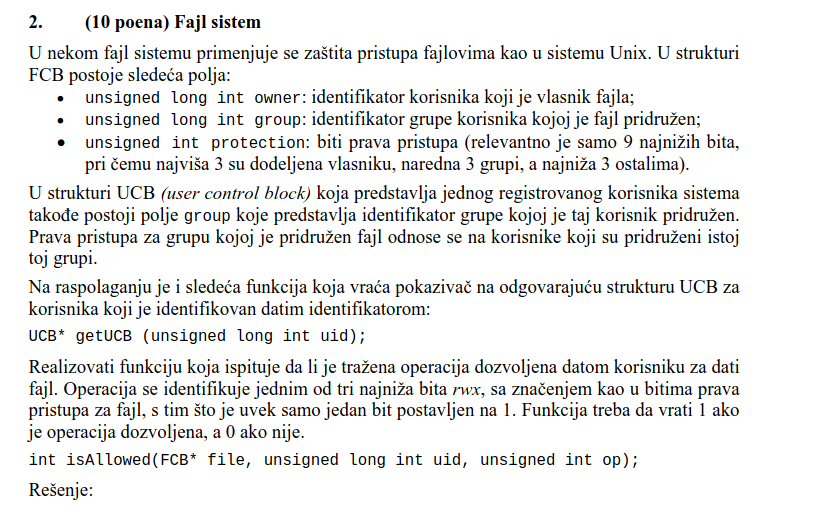 2. (10 poena) Fajl sistem
U nekom fajl sistemu primenjuje se zaštita pristupa fajlovima kao u sistemu Unix. U strukturi
FCB postoje sledeća polja:
• unsigned long int owner: identifikator korisnika koji je vlasnik fajla;
• unsigned long int group: identifikator grupe korisnika kojoj je fajl pridružen;
• unsigned int protection: biti prava pristupa (relevantno je samo 9 najnižih bita,
pri čemu najviša 3 su dodeljena vlasniku, naredna 3 grupi, a najniža 3 ostalima).
U strukturi UCB (user control block) koja predstavlja jednog registrovanog korisnika sistema
takođe postoji polje group koje predstavlja identifikator grupe kojoj je taj korisnik pridružen.
Prava pristupa za grupu kojoj je pridružen fajl odnose se na korisnike koji su pridruženi istoj
toj grupi.
Na raspolaganju je i sledeća funkcija koja vraća pokazivač na odgovarajuću strukturu UCB za
korisnika koji je identifikovan datim identifikatorom:
UCB* getUCB (unsigned long int uid);
Realizovati funkciju koja ispituje da li je tražena operacija dozvoljena datom korisniku za dati
fajl. Operacija se identifikuje jednim od tri najniža bita rwx, sa značenjem kao u bitima prava
pristupa za fajl, s tim što je uvek samo jedan bit postavljen na 1. Funkcija treba da vrati 1 ako
je operacija dozvoljena, a 0 ako nije.
int isAllowed(FCB* file, unsigned long int uid, unsigned int op);
Rešenje: